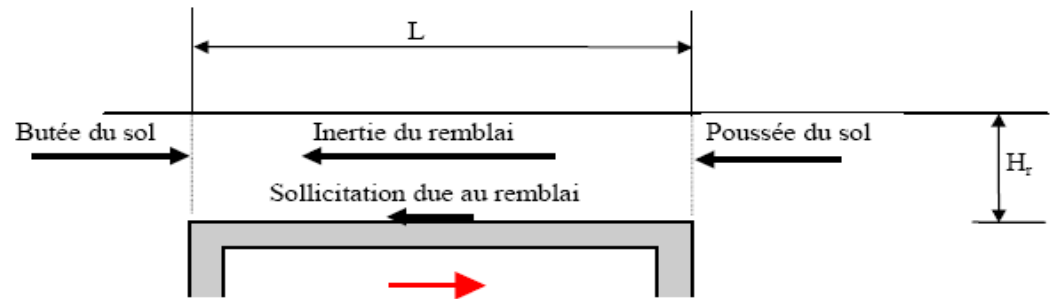 L
Butée du sol
Inertie du remblai
Poussée du sol
Hr
Sollicitation due au remblai